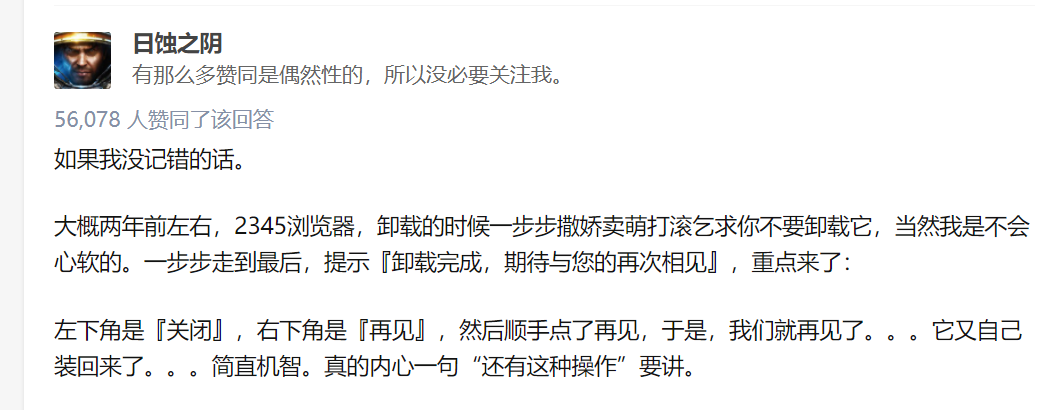 日蚀之阴
有那么多赞同是偶然性的，所以没必要关注我。
56,078 人赞同了该回答
如果我没记错的话。
大概两年前左右，2345浏览器，卸载的时候一步步撒娇卖萌打滚乞求你不要卸载它，当然我是不会
心软的。一步步走到最后，提示『卸载完成，期待与您的再次相见』，重点来了：
左下角是『关闭』，右下角是『再见』，然后顺手点了再见，于是，我们就再见了。。。它又自己
装回来了。。。简直机智。真的内心一句“还有这种操作”要讲。